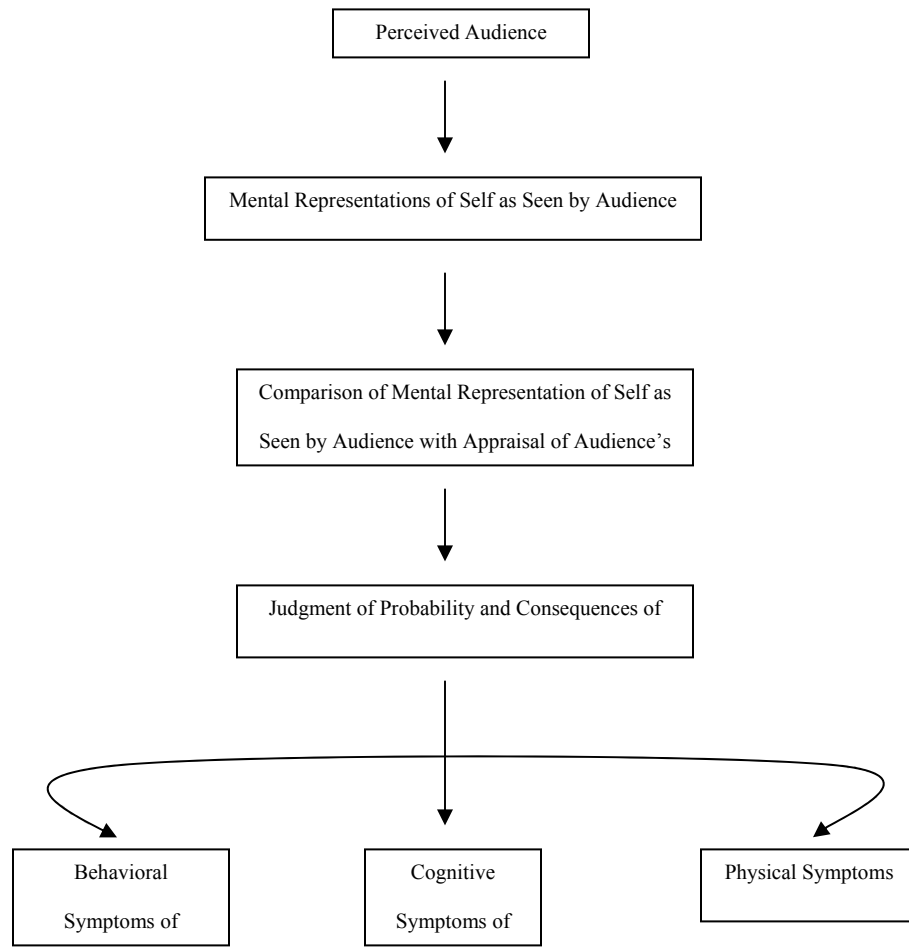 Perceived Audience
Mental Representations of Self as Seen by Audience
Comparison of Mental Representation of Self as
Seen by Audience with Appraisal of Audience’s
Judgment of Probability and Consequences of
Behavioral
Symptoms of
Cognitive
Symptoms of
Physical Symptoms